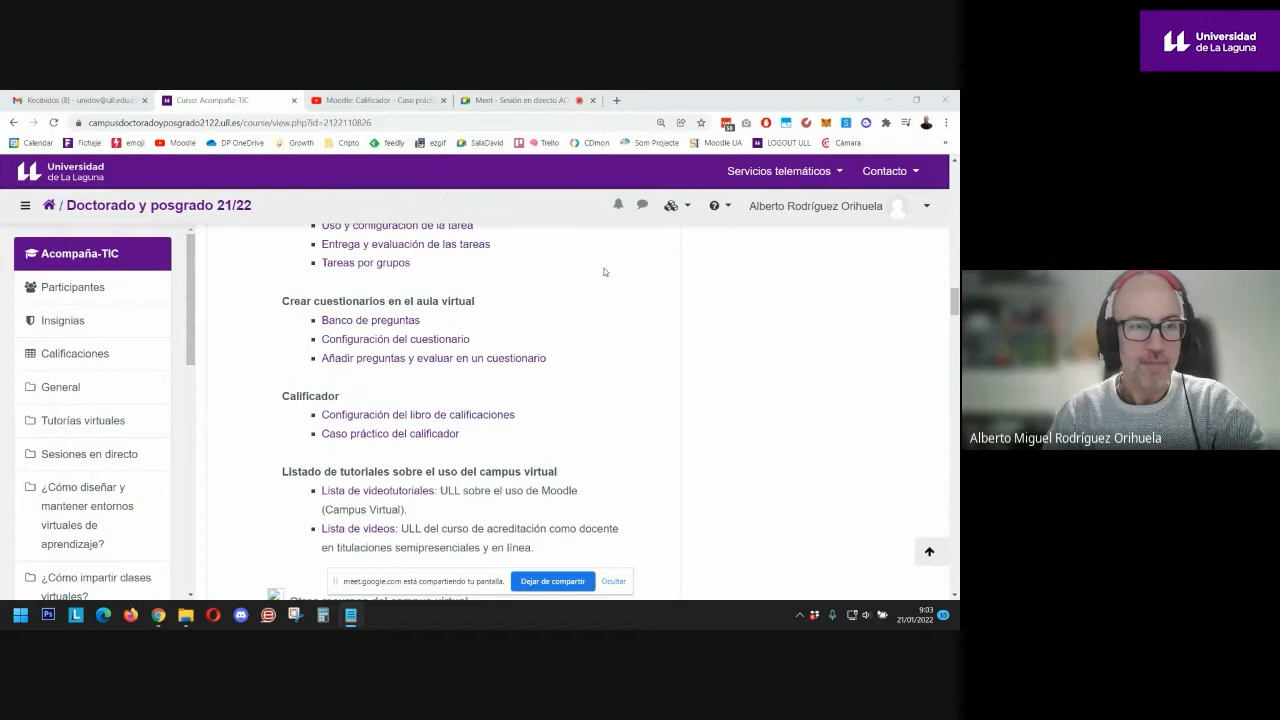 Universidad
de La Laguna
Recibidos (8) - unidov@ull.edu.e
Curso: Acompaña-TIC
Moodle: Calificador - Caso práctic
Meet - Sesión en directo AC
campusdoctoradoyposgrado2122.ull.es/course/view.php?id=2122110826
Calendar
Fichaje
emoji
Moodle
DP OneDrive
Growth
Cripto
feedly
ezgif
SalaDavid
Trello
CDmon
Som Projecte
Moodle UA
LOGOUT ULL
Cámara
Universidad
de La Laguna
Servicios telemáticos
Contacto
/ Doctorado y posgrado 21/22
Alberto Rodríguez Orihuela
Acompaña-TIC
Participantes
Insignias
Calificaciones
General
Tutorías virtuales
Sesiones en directo
¿Cómo diseñar y
mantener entornos
virtuales de
aprendizaje?
¿Cómo impartir clases
virtuales?
Uso y configuración de la tarea
Entrega y evaluación de las tareas
Tareas por grupos
Crear cuestionarios en el aula virtual
Banco de preguntas
Configuración del cuestionario
Añadir preguntas y evaluar en un cuestionario
Calificador
Configuración del libro de calificaciones
Caso práctico del calificador
Listado de tutoriales sobre el uso del campus virtual
Lista de videotutoriales: ULL sobre el uso de Moodle
(Campus Virtual).
Lista de videos: ULL del curso de acreditación como docente
en titulaciones semipresenciales y en línea.
meet.google.com está compartiendo tu pantalla.
Dejar de compartir
Ocultar
Otros recursos del campus virtual
9:03
21/01/2022
Alberto Miguel Rodríguez Orihuela